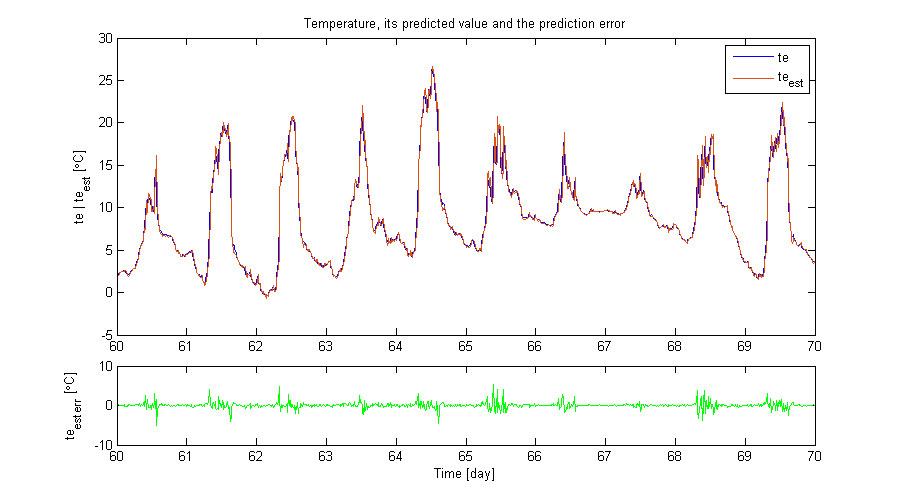 Temperature, its predicted value and the prediction error
30
25
20
15
10
5
0
-5
te | te_est [°C]
te
te_est
60 61 62 63 64 65 66 67 68 69 70
10
0
-10
te_est err [°C]
60 61 62 63 64 65 66 67 68 69 70
Time [day]